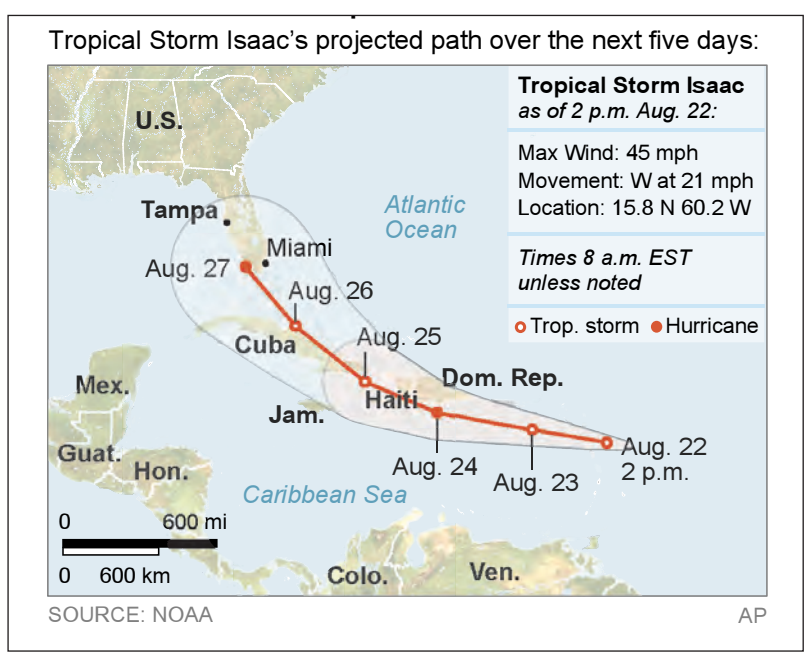 Tropical Storm Isaac's projected path over the next five days:
Tropical Storm Isaac
as of 2 p.m. Aug. 22:
Max Wind: 45 mph
Movement: W at 21 mph
Location: 15.8 N 60.2 W
Times 8 a.m. EST
unless noted
Trop. storm Hurricane
U.S.
Tampa
Atlantic
Ocean
Miami
Aug. 27
Aug. 26
Aug. 25
Cuba
Dom. Rep.
Mex.
Haiti
Jam.
Aug. 22
2 p.m.
Guat.
Hon.
Aug. 24
Aug. 23
Caribbean Sea
0 600 mi
0 600 km
Colo.
Ven.
SOURCE: NOAA
AP